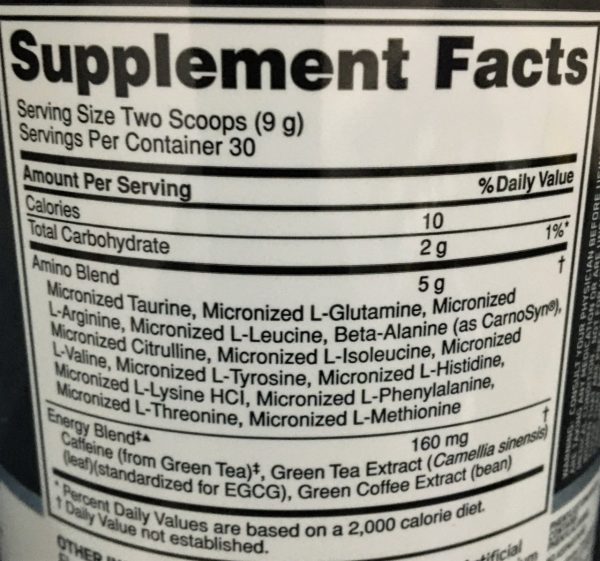 Supplement Facts
Serving Size Two Scoops (9 g)
Servings Per Container 30
Amount Per Serving % Daily Value
Calories 10
Total Carbohydrate 2 g 1%*
Amino Blend 5 g †
Micronized Taurine, Micronized L-Glutamine, Micronized
L-Arginine, Micronized L-Leucine, Beta-Alanine (as CarnoSyn®),
Micronized Citrulline, Micronized L-Isoleucine, Micronized
L-Valine, Micronized L-Tyrosine, Micronized L-Histidine,
Micronized L-Lysine HCl, Micronized L-Phenylalanine,
Micronized L-Threonine, Micronized L-Methionine
Energy Blend‡▲ 160 mg †
Caffeine (from Green Tea)‡, Green Tea Extract (Camellia sinensis)
(leaf)(standardized for EGCG), Green Coffee Extract (bean)
* Percent Daily Values are based on a 2,000 calorie diet.
† Daily Value not established.
OTHER